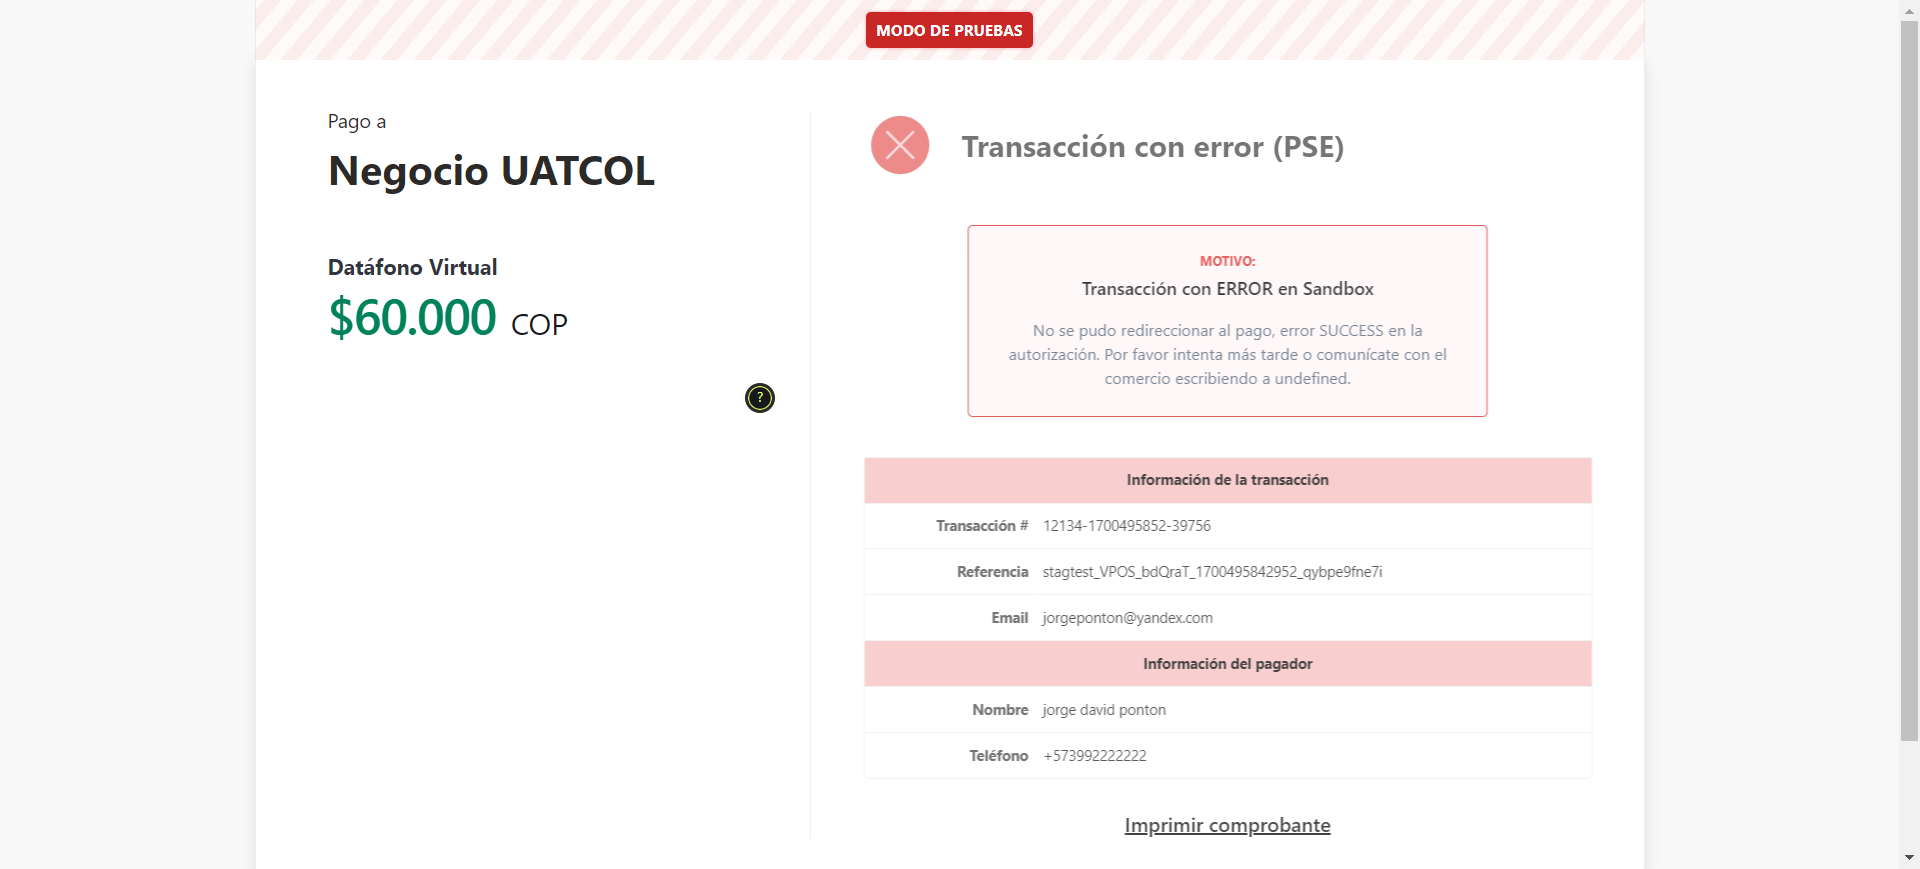 MODO DE PRUEBAS
Pago a
Negocio UATCOL
Datáfono Virtual
$60.000 COP
?
Transacción con error (PSE)
MOTIVO:
Transacción con ERROR en Sandbox
No se pudo redireccionar al pago, error SUCCESS en la
autorización. Por favor intenta más tarde o comunícate con el
comercio escribiendo a undefined.
Información de la transacción
Transacción # 12134-1700495852-39756
Referencia stagtest_VPOS_bdQraT_1700495842952_qybpe9fne7i
Email jorgeponton@yandex.com
Información del pagador
Nombre jorge david ponton
Teléfono +573992222222
Imprimir comprobante